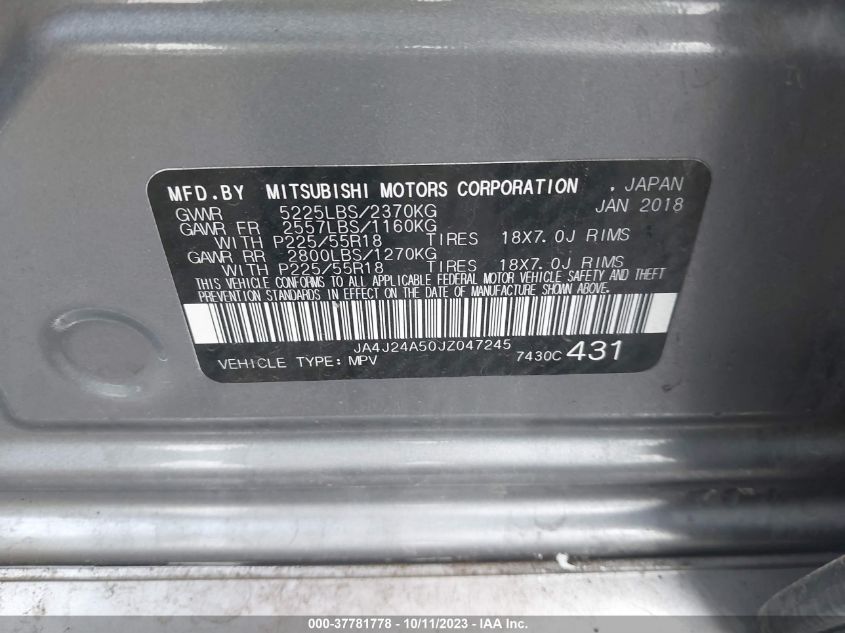 MFD.BY MITSUBISHI MOTORS CORPORATION , JAPAN
GVWR 5225LBS/2370KG JAN 2018
GAWR FR 2557LBS/1160KG
WITH P225/55R18 TIRES 18X7.0J RIMS
GAWR RR 2800LBS/1270KG
WITH P225/55R18 TIRES 18X7.0J RIMS
THIS VEHICLE CONFORMS TO ALL APPLICABLE FEDERAL MOTOR VEHICLE SAFETY AND THEFT
PREVENTION STANDARDS IN EFFECT ON THE DATE OF MANUFACTURE SHOWN ABOVE.
JA4J24A50JZ047245
VEHICLE TYPE: MPV 7430C 431
000-37781778 - 10/11/2023 - IAA Inc.